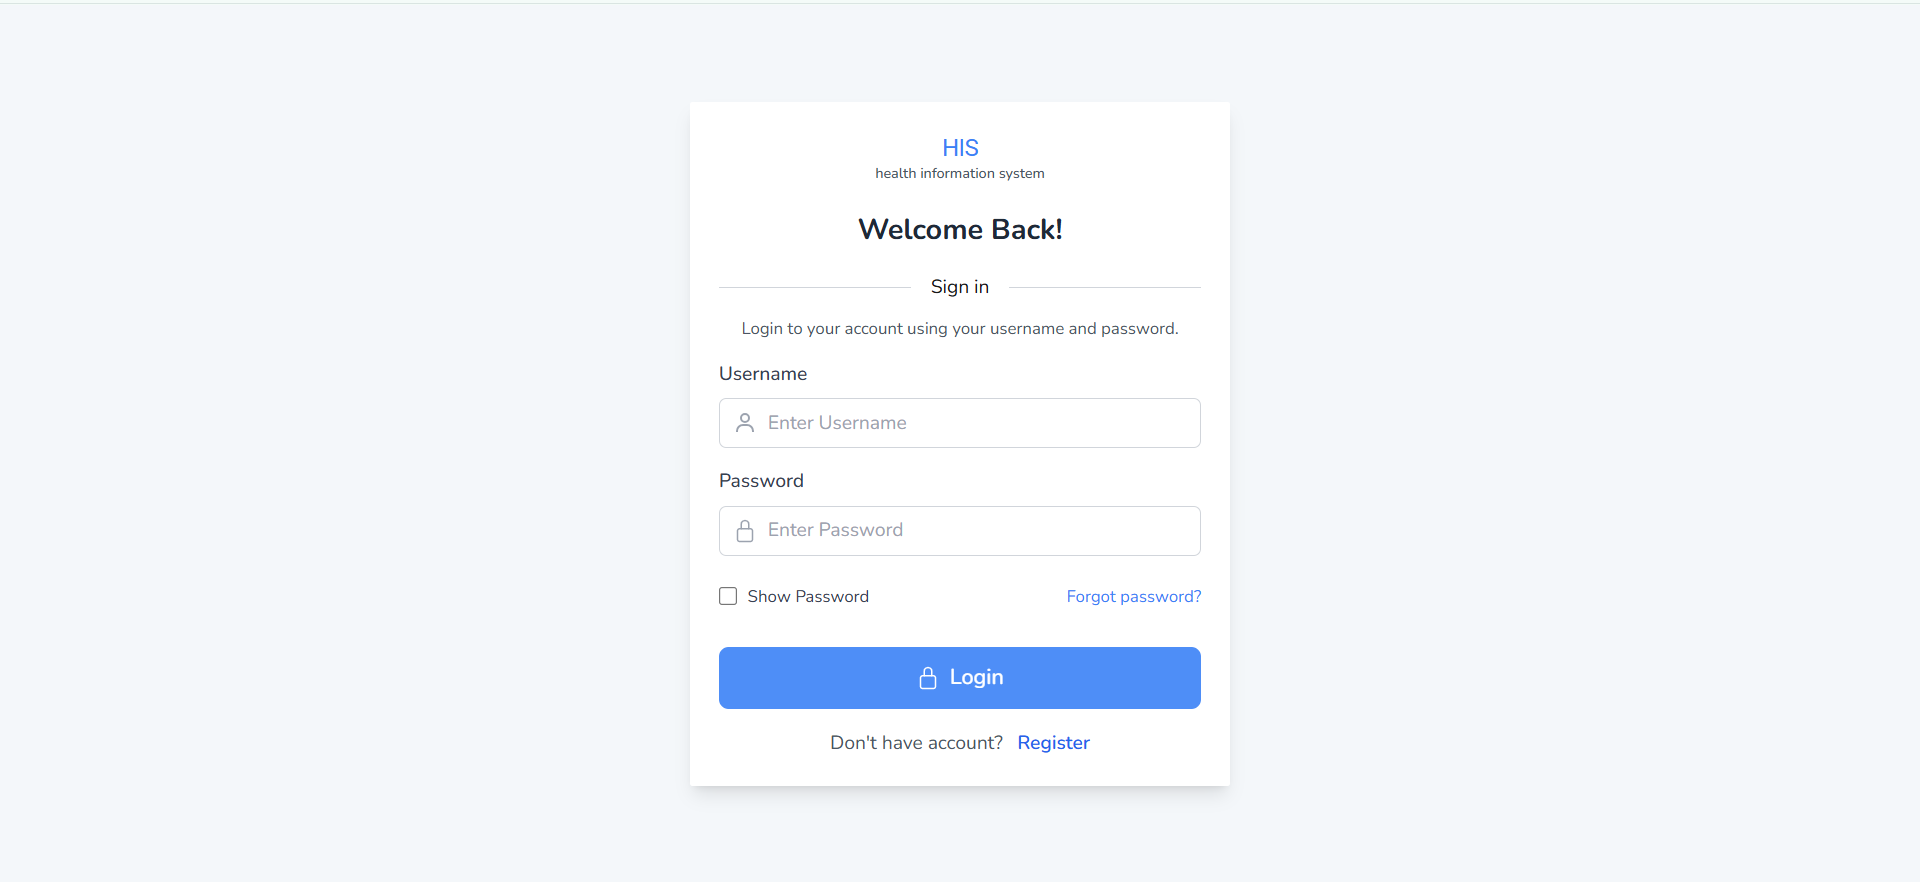 HIS
health information system
Welcome Back!
Sign in
Login to your account using your username and password.
Username
Enter Username
Password
Enter Password
Show Password Forgot password?
Login
Don't have account? Register